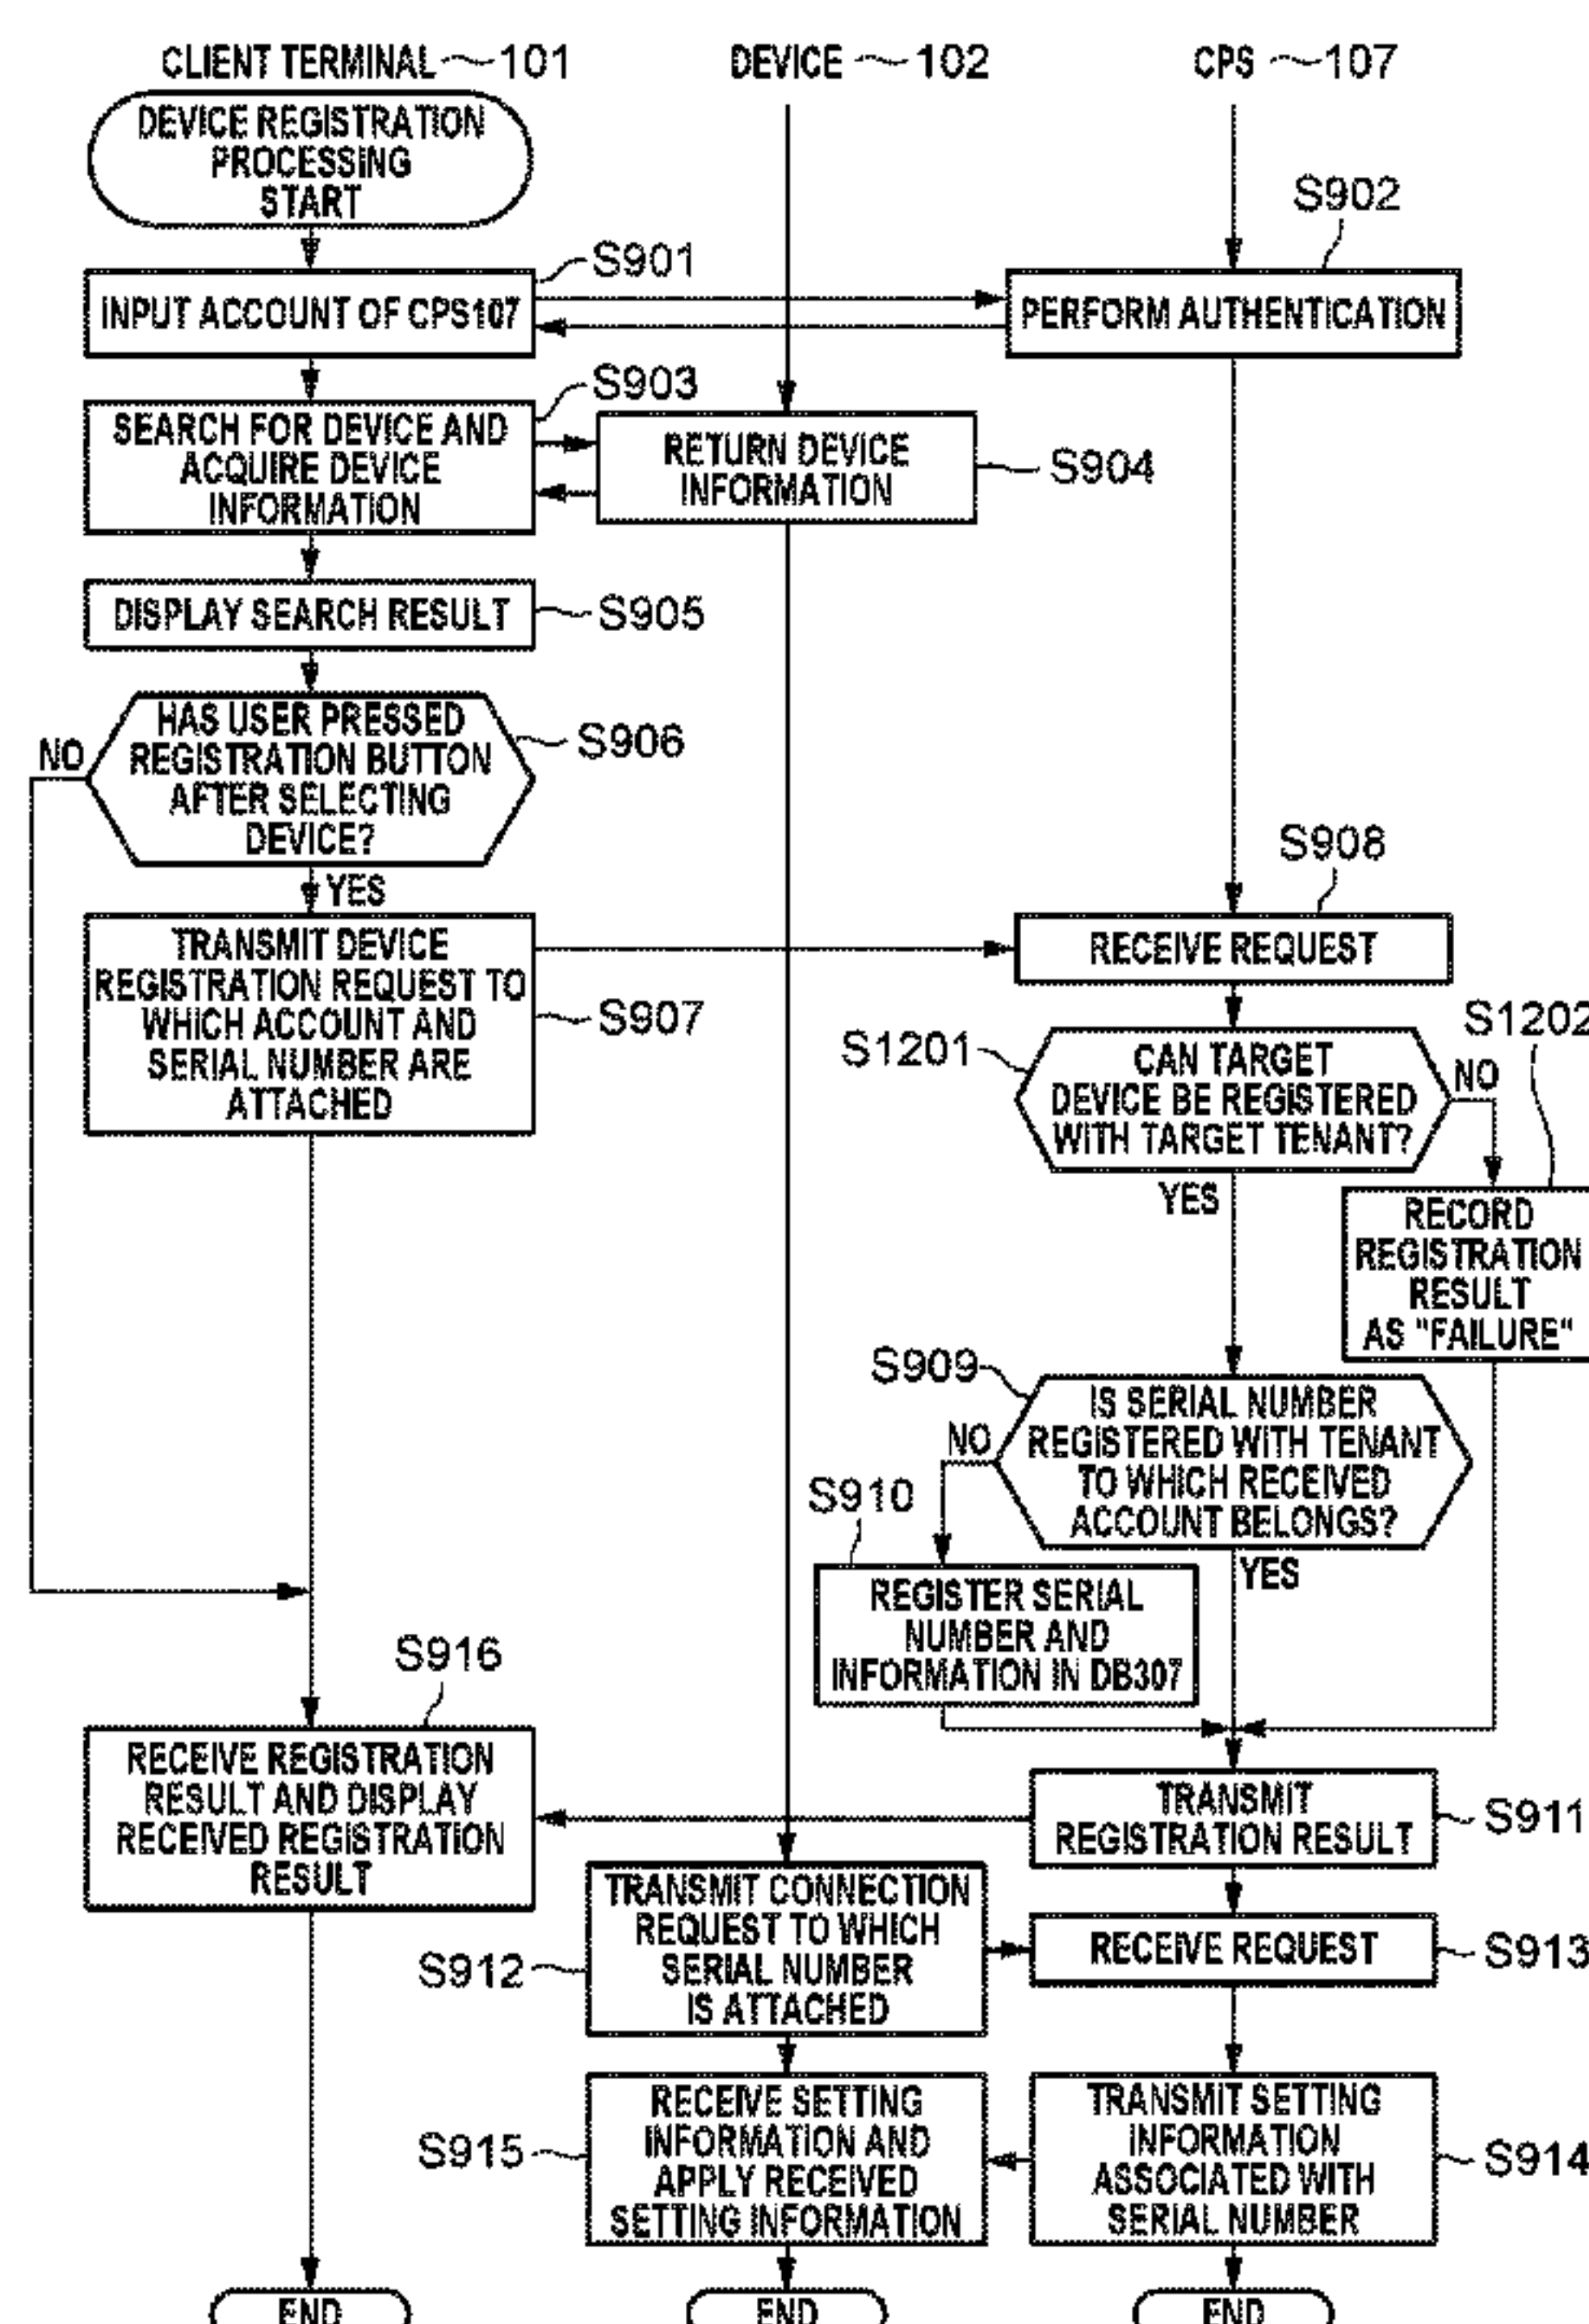 CLIENT TERMINAL 101
DEVICE 102
CPS 107
DEVICE REGISTRATION
PROCESSING
START
S901
INPUT ACCOUNT OF CPS107
S902
PERFORM AUTHENTICATION
S903
SEARCH FOR DEVICE AND
ACQUIRE DEVICE
INFORMATION
RETURN DEVICE
INFORMATION
S904
DISPLAY SEARCH RESULT
S905
HAS USER PRESSED
REGISTRATION BUTTON
AFTER SELECTING
DEVICE?
S906
NO
YES
TRANSMIT DEVICE
REGISTRATION REQUEST TO
WHICH ACCOUNT AND
SERIAL NUMBER ARE
ATTACHED
S907
S908
RECEIVE REQUEST
S1201
CAN TARGET
DEVICE BE REGISTERED
WITH TARGET TENANT?
NO
YES
S1202
RECORD
REGISTRATION
RESULT
AS "FAILURE"
S909
IS SERIAL NUMBER
REGISTERED WITH TENANT
TO WHICH RECEIVED
ACCOUNT BELONGS?
NO
YES
S910
REGISTER SERIAL
NUMBER AND
INFORMATION IN DB307
S916
RECEIVE REGISTRATION
RESULT AND DISPLAY
RECEIVED REGISTRATION
RESULT
TRANSMIT
REGISTRATION RESULT
S911
TRANSMIT CONNECTION
REQUEST TO WHICH
SERIAL NUMBER
IS ATTACHED
S912
RECEIVE REQUEST
S913
RECEIVE SETTING
INFORMATION AND
APPLY RECEIVED
SETTING INFORMATION
S915
TRANSMIT SETTING
INFORMATION
ASSOCIATED WITH
SERIAL NUMBER
S914
END
END
END